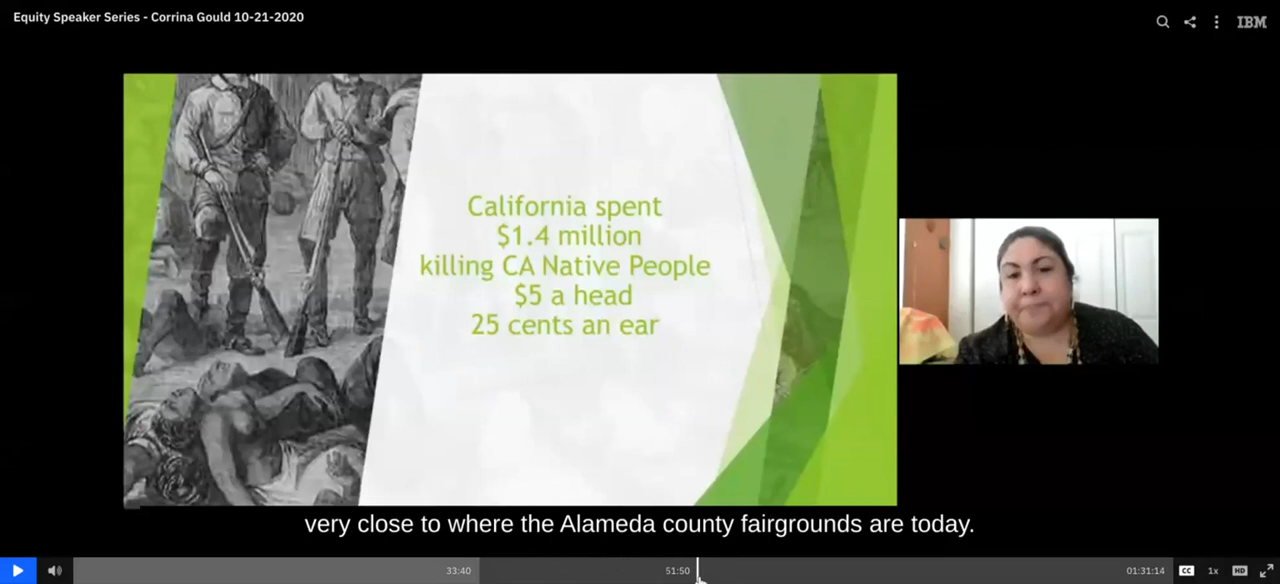 Equity Speaker Series - Corrina Gould 10-21-2020
IBM
California spent
$1.4 million
killing CA Native People
$5 a head
25 cents an ear
very close to where the Alameda county fairgrounds are today.
33:40
51:50
01:31:14
CC
1x
HD